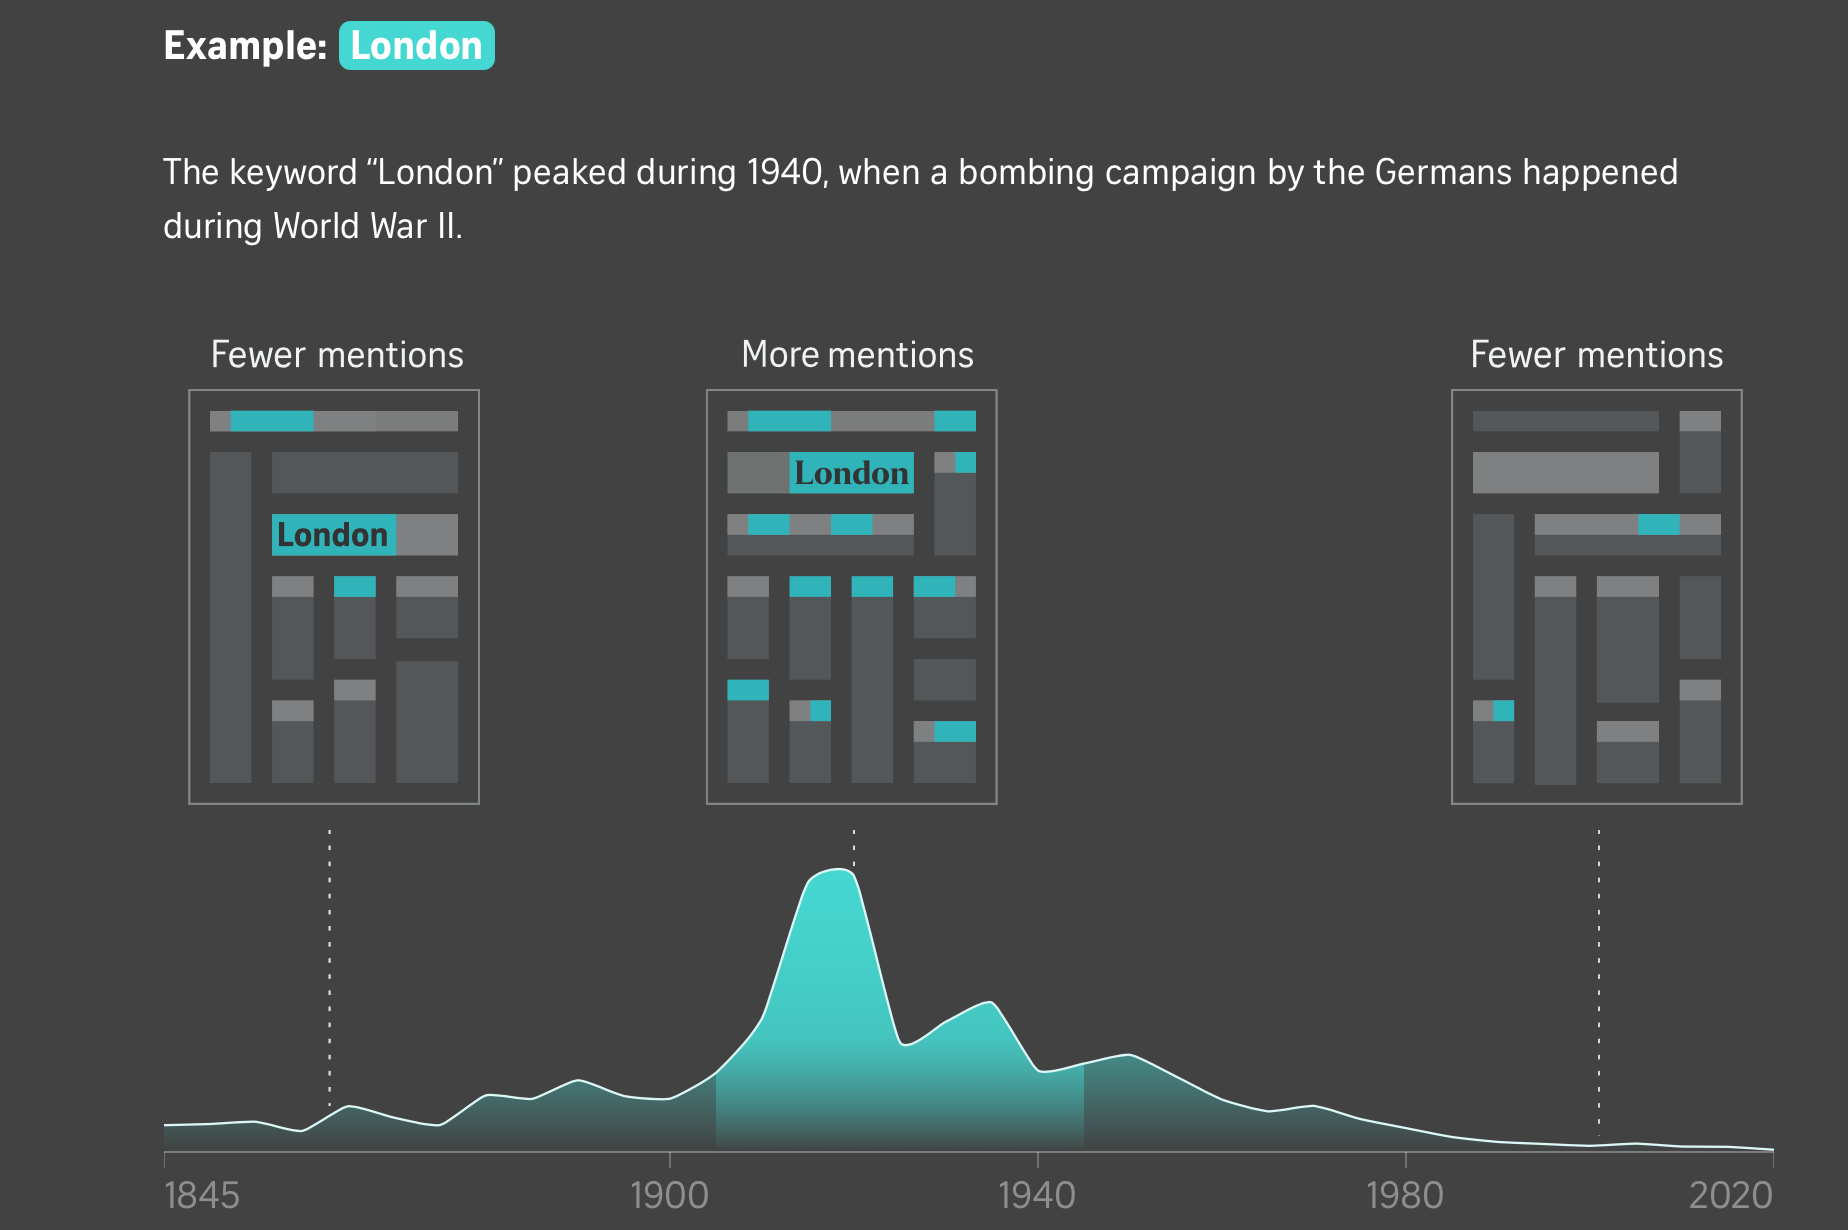 Example: London
The keyword “London” peaked during 1940, when a bombing campaign by the Germans happened
during World War II.
Fewer mentions
More mentions
Fewer mentions
London
London
1845
1900
1940
1980
2020